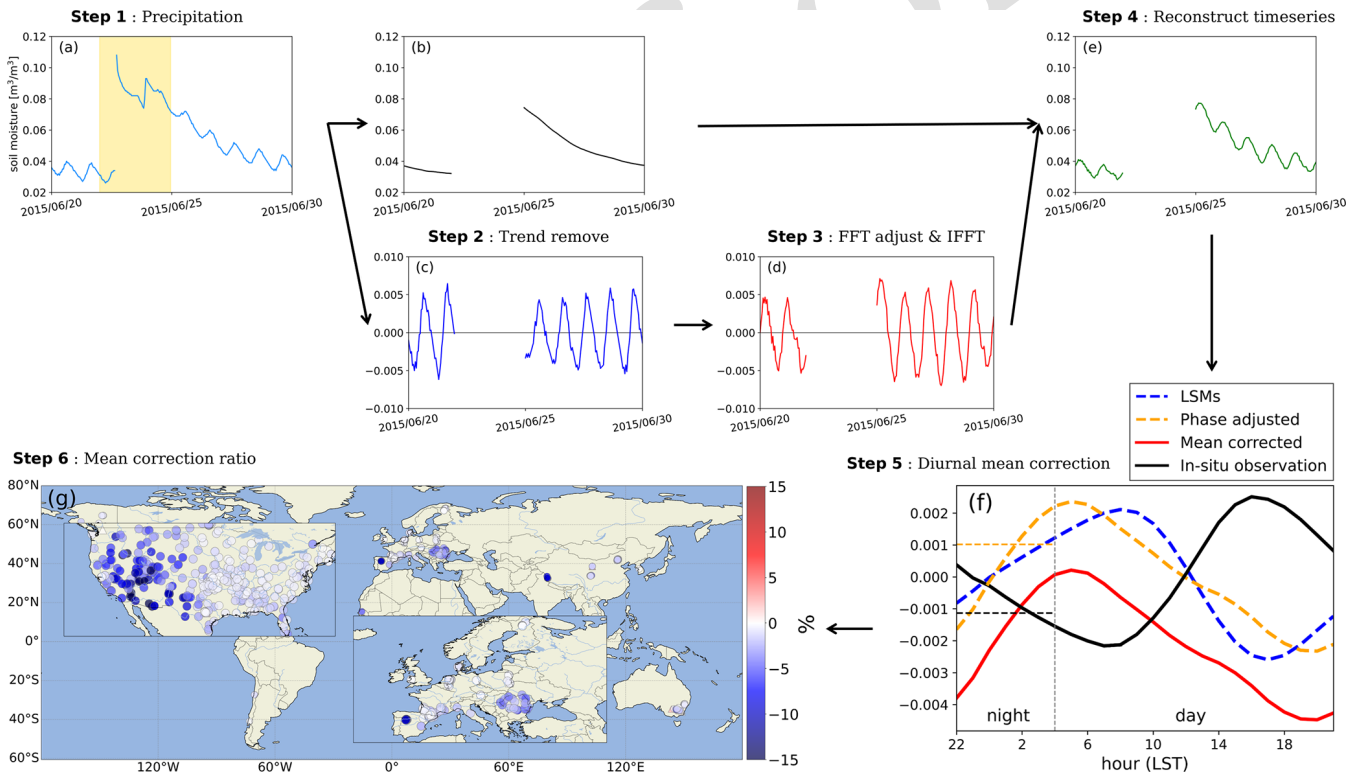 Step 1 : Precipitation
(a)
soil moisture [m³/m³]
0.12
0.10
0.08
0.06
0.04
0.02
2015/06/20
2015/06/25
2015/06/30
(b)
0.12
0.10
0.08
0.06
0.04
0.02
2015/06/20
2015/06/25
2015/06/30
Step 4 : Reconstruct timeseries
(e)
0.12
0.10
0.08
0.06
0.04
0.02
2015/06/20
2015/06/25
2015/06/30
Step 2 : Trend remove
(c)
0.010
0.005
0.000
−0.005
−0.010
2015/06/20
2015/06/25
2015/06/30
Step 3 : FFT adjust & IFFT
(d)
0.010
0.005
0.000
−0.005
−0.010
2015/06/20
2015/06/25
2015/06/30
LSMs
Phase adjusted
Mean corrected
In-situ observation
Step 5 : Diurnal mean correction
(f)
0.002
0.001
0.000
−0.001
−0.002
−0.003
−0.004
night
day
22
2
6
10
14
18
hour (LST)
Step 6 : Mean correction ratio
(g)
80°N
60°N
40°N
20°N
0°
20°S
40°S
60°S
120°W
60°W
0°
60°E
120°E
15
10
5
0
−5
−10
−15
%